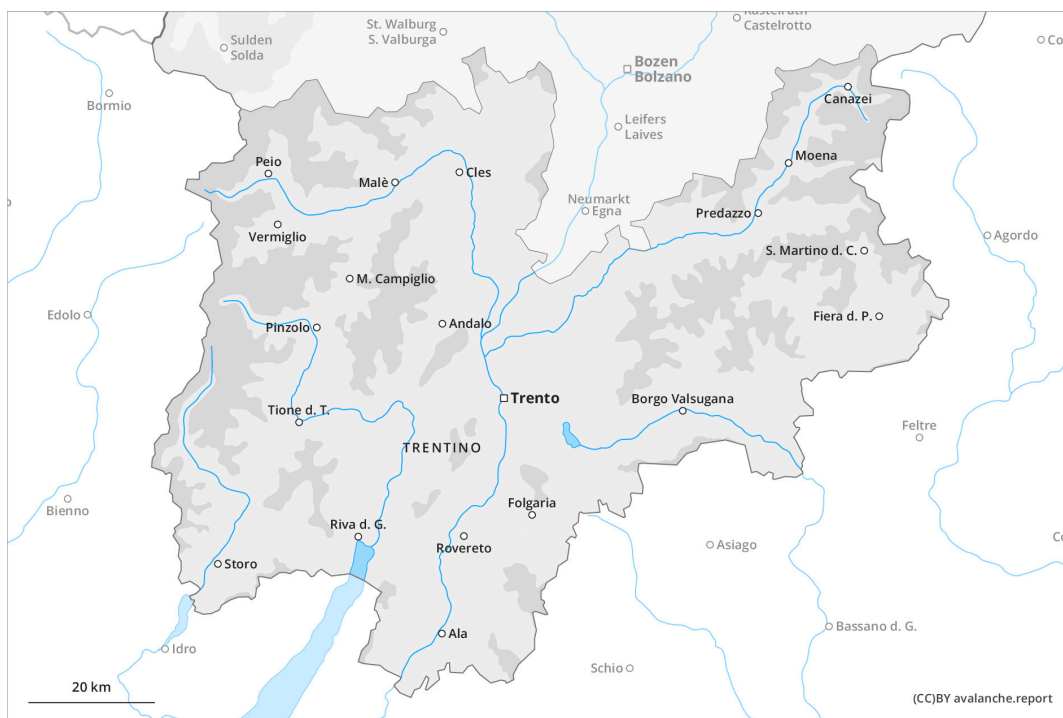 Kastelruth
Castelrotto
St. Walburg
S. Valburga
Sulden
Solda
Co
Bozen
Bolzano
Canazei
Bormio
Leifers
Laives
Moena
Peio
Malè
Cles
Neumarkt
Egna
Predazzo
Vermiglio
Agordo
S. Martino d. C.
M. Campiglio
Edolo
Pinzolo
Andalo
Fiera d. P.
Trento
Borgo Valsugana
Tione d. T.
Feltre
TRENTINO
Bienno
Folgaria
Riva d. G.
Rovereto
Asiago
Co
Storo
Ala
Bassano d. G.
Idro
Schio
20 km
(CC)BY avalanche.report